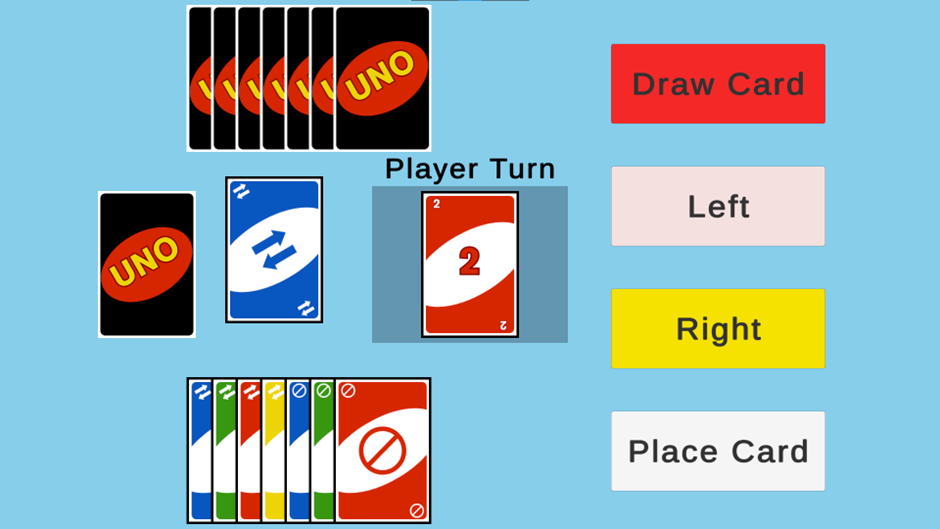 UNO
Draw Card
Player Turn
Left
UNO
2
2
2
Right
Place Card